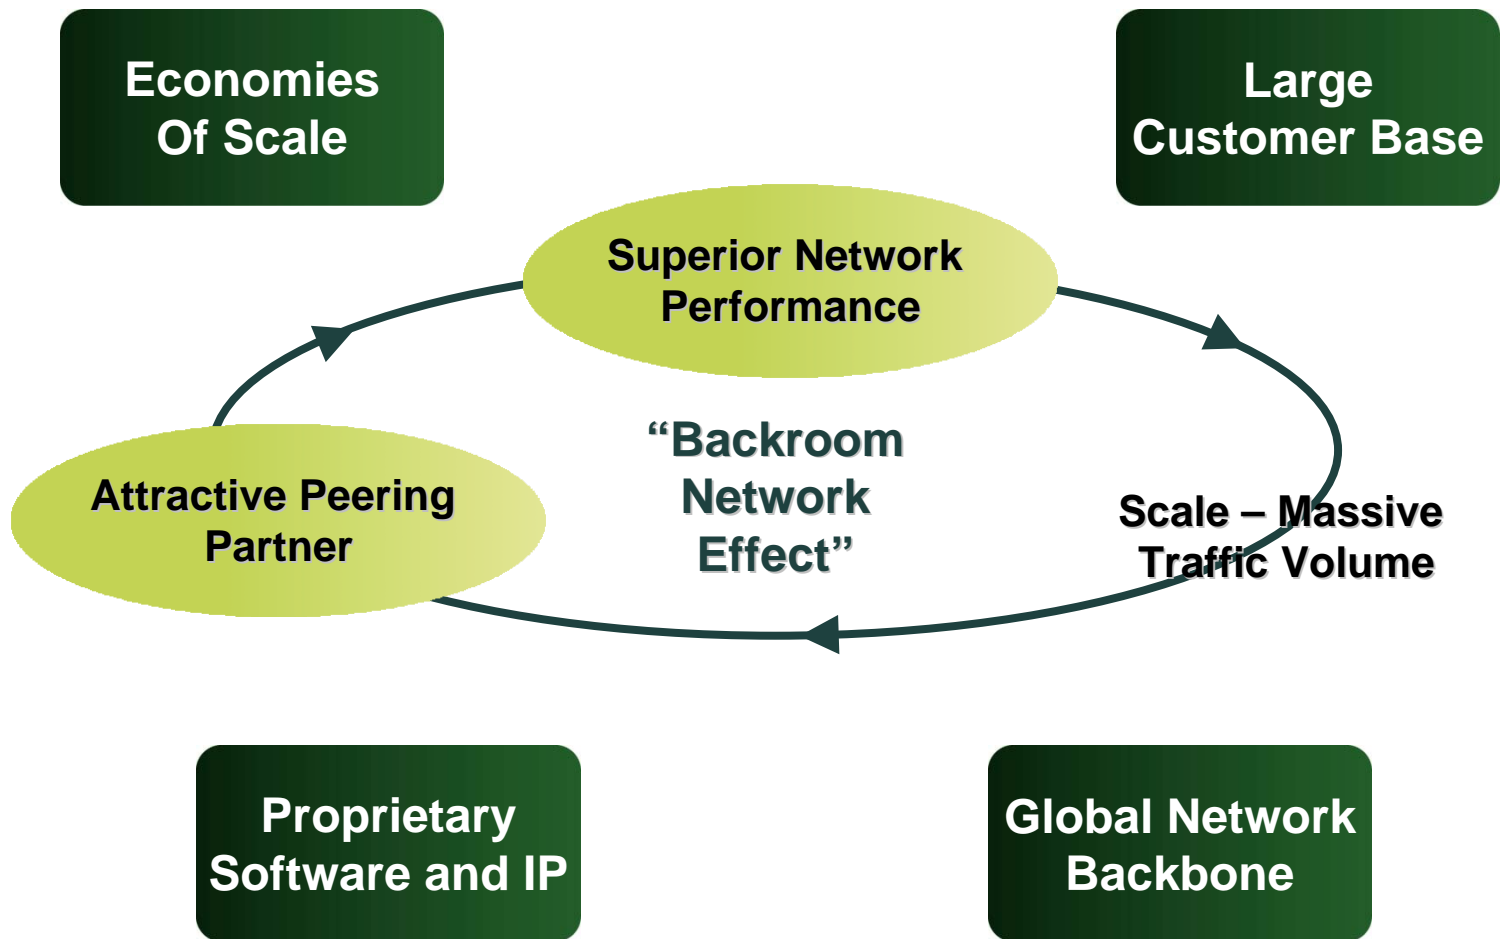 Economies
Of Scale
Large
Customer Base
Superior Network
Performance
“Backroom
Network
Effect”
Attractive Peering
Partner
Scale – Massive
Traffic Volume
Proprietary
Software and IP
Global Network
Backbone